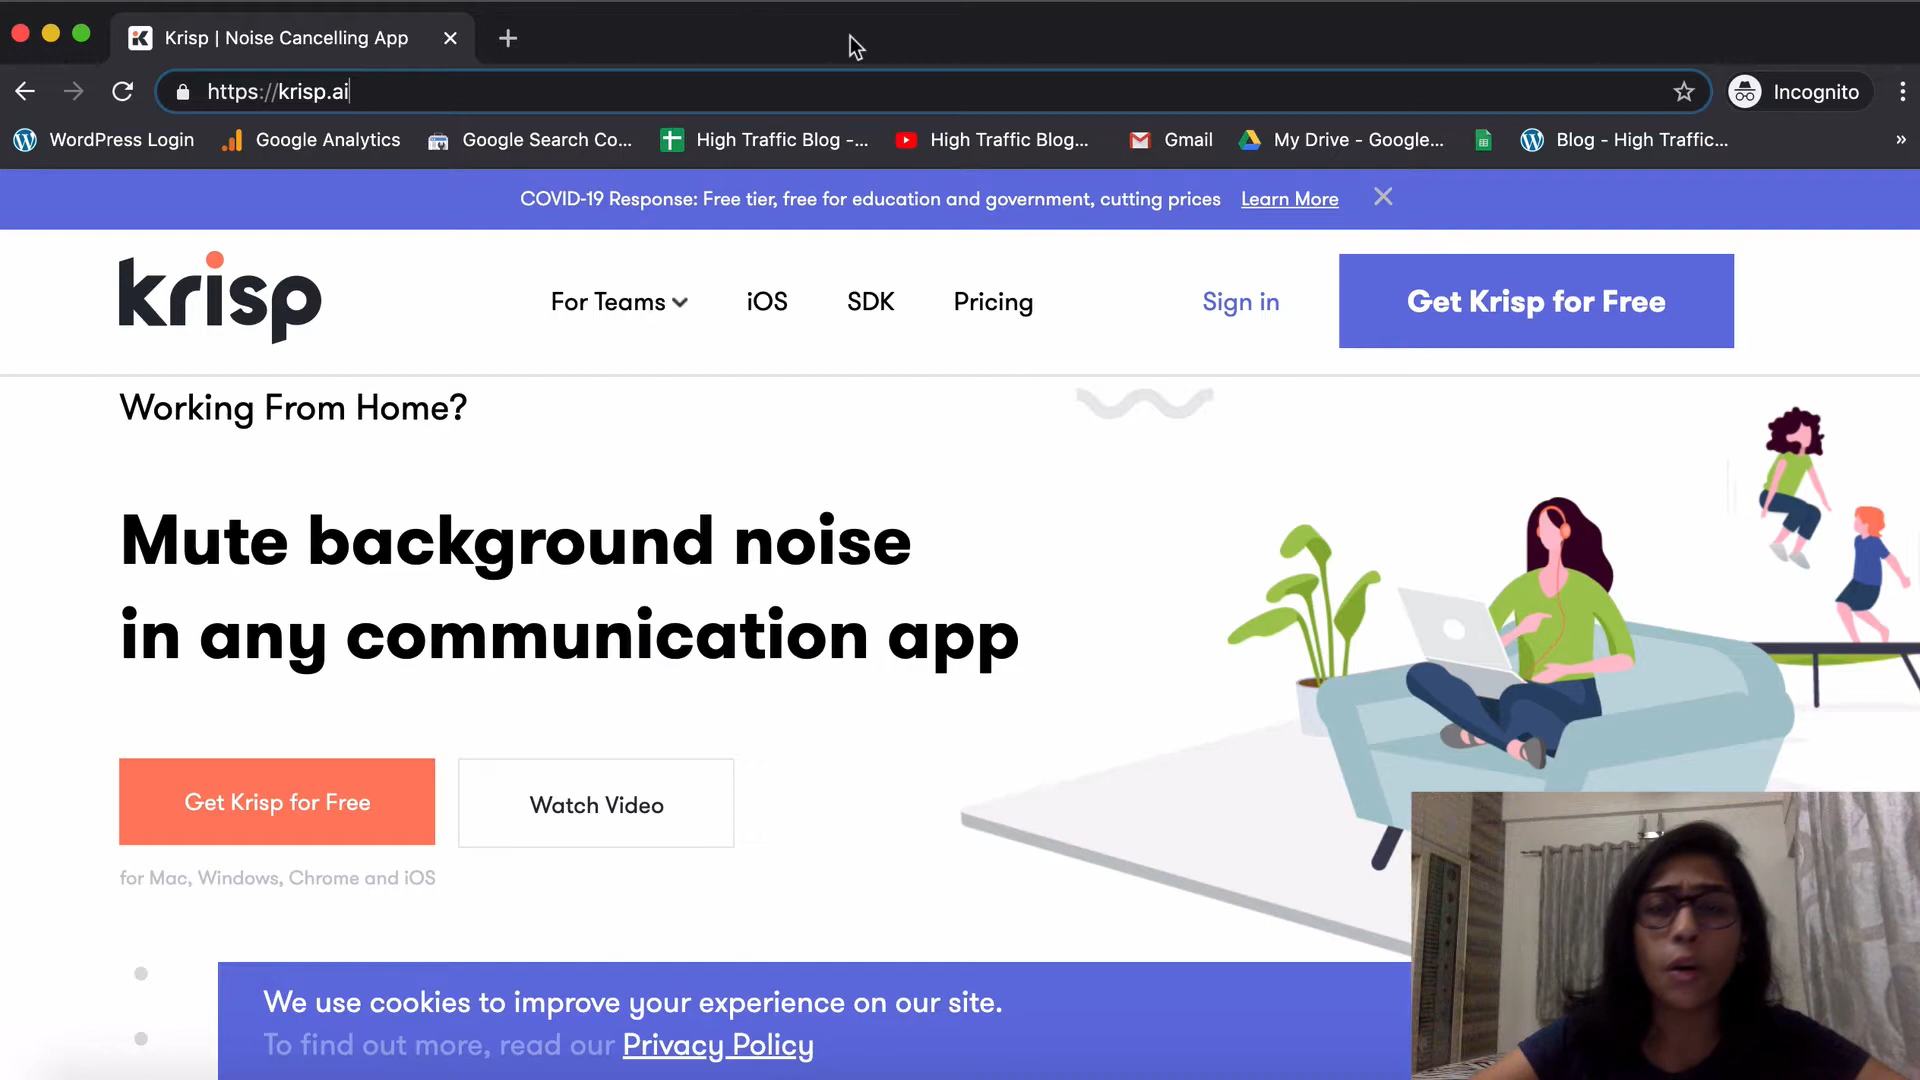 Krisp | Noise Cancelling App
https://krisp.ai
Incognito
WordPress Login
Google Analytics
Google Search Co...
High Traffic Blog -...
High Traffic Blog...
Gmail
My Drive - Google...
Blog - High Traffic...
COVID-19 Response: Free tier, free for education and government, cutting prices Learn More
krisp
For Teams
iOS
SDK
Pricing
Sign in
Get Krisp for Free
Working From Home?
Mute background noise
in any communication app
Get Krisp for Free
Watch Video
for Mac, Windows, Chrome and iOS
We use cookies to improve your experience on our site.
To find out more, read our Privacy Policy